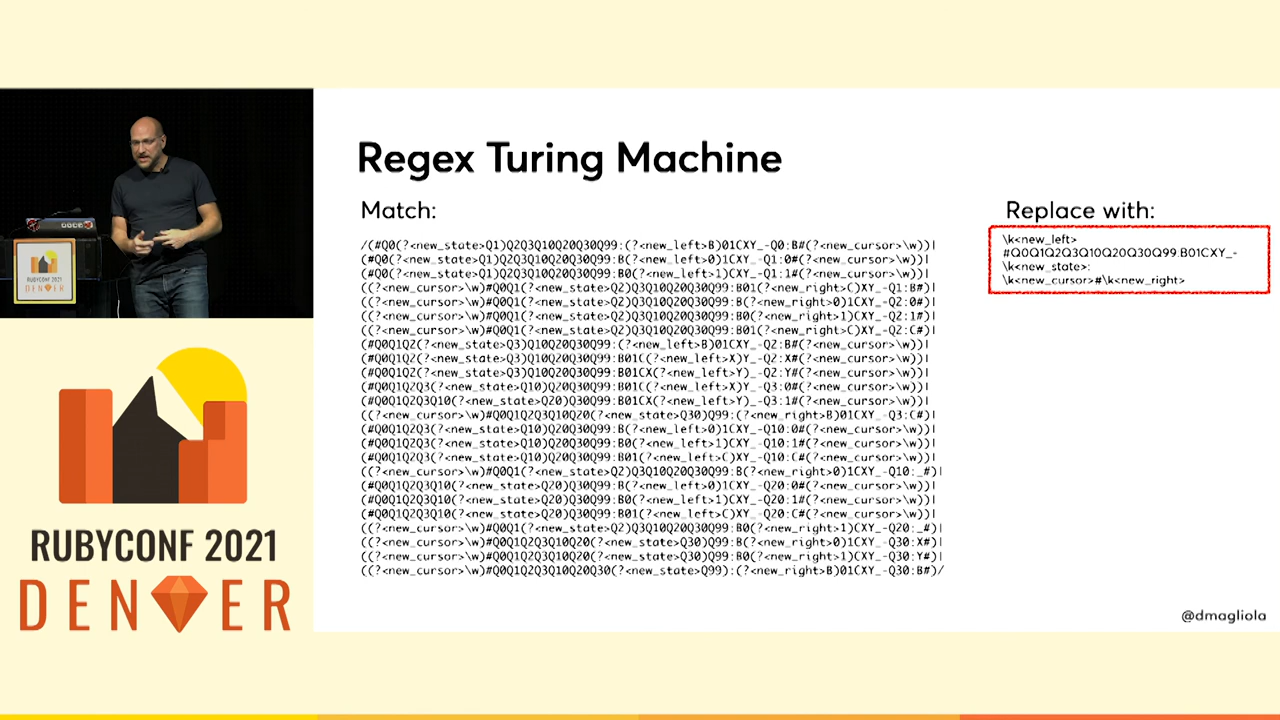 Regex Turing Machine
Match:
/(#Q0(?<new_state>Q1)Q2Q3Q10Q20Q30Q99:(?<new_left>B)01CXY_-Q0:B#(?<new_cursor>\w))|
(#Q0(?<new_state>Q1)Q2Q3Q10Q20Q30Q99:B(?<new_left>0)1CXY_-Q1:0#(?<new_cursor>\w))|
(#Q0(?<new_state>Q1)Q2Q3Q10Q20Q30Q99:B0(?<new_left>1)CXY_-Q1:1#(?<new_cursor>\w))|
((?<new_cursor>\w)#Q0Q1(?<new_state>Q2)Q3Q10Q20Q30Q99:B01(?<new_right>C)XY_-Q1:B#)|
((?<new_cursor>\w)#Q0Q1(?<new_state>Q2)Q3Q10Q20Q30Q99:B(?<new_right>0)1CXY_-Q2:0#)|
((?<new_cursor>\w)#Q0Q1(?<new_state>Q2)Q3Q10Q20Q30Q99:B0(?<new_right>1)CXY_-Q2:1#)|
((?<new_cursor>\w)#Q0Q1(?<new_state>Q2)Q3Q10Q20Q30Q99:B01(?<new_right>C)XY_-Q2:C#)|
(#Q0Q1Q2(?<new_state>Q3)Q10Q20Q30Q99:(?<new_left>B)01CXY_-Q2:B#(?<new_cursor>\w))|
(#Q0Q1Q2(?<new_state>Q3)Q10Q20Q30Q99:B01C(?<new_left>X)Y_-Q2:X#(?<new_cursor>\w))|
(#Q0Q1Q2(?<new_state>Q3)Q10Q20Q30Q99:B01CX(?<new_left>Y)_-Q2:Y#(?<new_cursor>\w))|
(#Q0Q1Q2Q3(?<new_state>Q10)Q20Q30Q99:B01C(?<new_left>X)Y_-Q3:0#(?<new_cursor>\w))|
(#Q0Q1Q2Q3Q10(?<new_state>Q20)Q30Q99:B01CX(?<new_left>Y)_-Q3:1#(?<new_cursor>\w))|
((?<new_cursor>\w)#Q0Q1Q2Q3Q10Q20(?<new_state>Q30)Q99:(?<new_right>B)01CXY_-Q3:C#)|
(#Q0Q1Q2Q3(?<new_state>Q10)Q20Q30Q99:B(?<new_left>0)1CXY_-Q10:0#(?<new_cursor>\w))|
(#Q0Q1Q2Q3(?<new_state>Q10)Q20Q30Q99:B0(?<new_left>1)CXY_-Q10:1#(?<new_cursor>\w))|
(#Q0Q1Q2Q3(?<new_state>Q10)Q20Q30Q99:B01(?<new_left>C)XY_-Q10:C#(?<new_cursor>\w))|
((?<new_cursor>\w)#Q0Q1(?<new_state>Q2)Q3Q10Q20Q30Q99:B(?<new_right>0)1CXY_-Q10:_#)|
(#Q0Q1Q2Q3Q10(?<new_state>Q20)Q30Q99:B(?<new_left>0)1CXY_-Q20:0#(?<new_cursor>\w))|
(#Q0Q1Q2Q3Q10(?<new_state>Q20)Q30Q99:B0(?<new_left>1)CXY_-Q20:1#(?<new_cursor>\w))|
(#Q0Q1Q2Q3Q10(?<new_state>Q20)Q30Q99:B01(?<new_left>C)XY_-Q20:C#(?<new_cursor>\w))|
((?<new_cursor>\w)#Q0Q1(?<new_state>Q2)Q3Q10Q20Q30Q99:B0(?<new_right>1)CXY_-Q20:_#)|
((?<new_cursor>\w)#Q0Q1Q2Q3Q10Q20(?<new_state>Q30)Q99:B(?<new_right>0)1CXY_-Q30:X#)|
((?<new_cursor>\w)#Q0Q1Q2Q3Q10Q20(?<new_state>Q30)Q99:B0(?<new_right>1)CXY_-Q30:Y#)|
((?<new_cursor>\w)#Q0Q1Q2Q3Q10Q20Q30(?<new_state>Q99):(?<new_right>B)01CXY_-Q30:B#)/
Replace with:
\k<new_left>
#Q0Q1Q2Q3Q10Q20Q30Q99:B01CXY_-
\k<new_state>:
\k<new_cursor>#\k<new_right>
@dmagliola
RUBYCONF 2021
DENVER
RUBYCONF 2021
DENVER